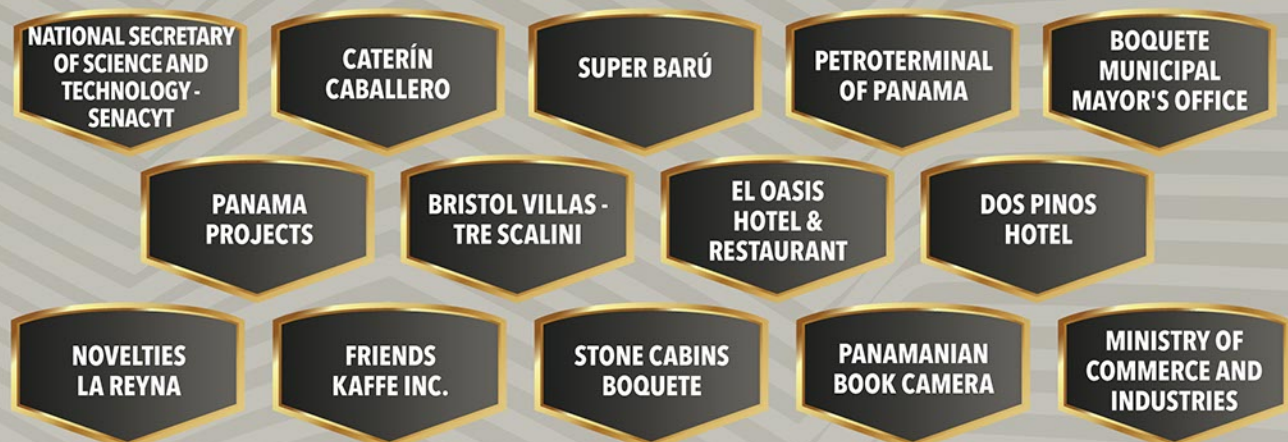 NATIONAL SECRETARY
OF SCIENCE AND
TECHNOLOGY -
SENACYT
CATERÍN
CABALLERO
SUPER BARÚ
PETROTERMINAL
OF PANAMA
BOQUETE
MUNICIPAL
MAYOR'S OFFICE
PANAMA
PROJECTS
BRISTOL VILLAS -
TRE SCALINI
EL OASIS
HOTEL &
RESTAURANT
DOS PINOS
HOTEL
NOVELTIES
LA REYNA
FRIENDS
KAFFE INC.
STONE CABINS
BOQUETE
PANAMANIAN
BOOK CAMERA
MINISTRY OF
COMMERCE AND
INDUSTRIES